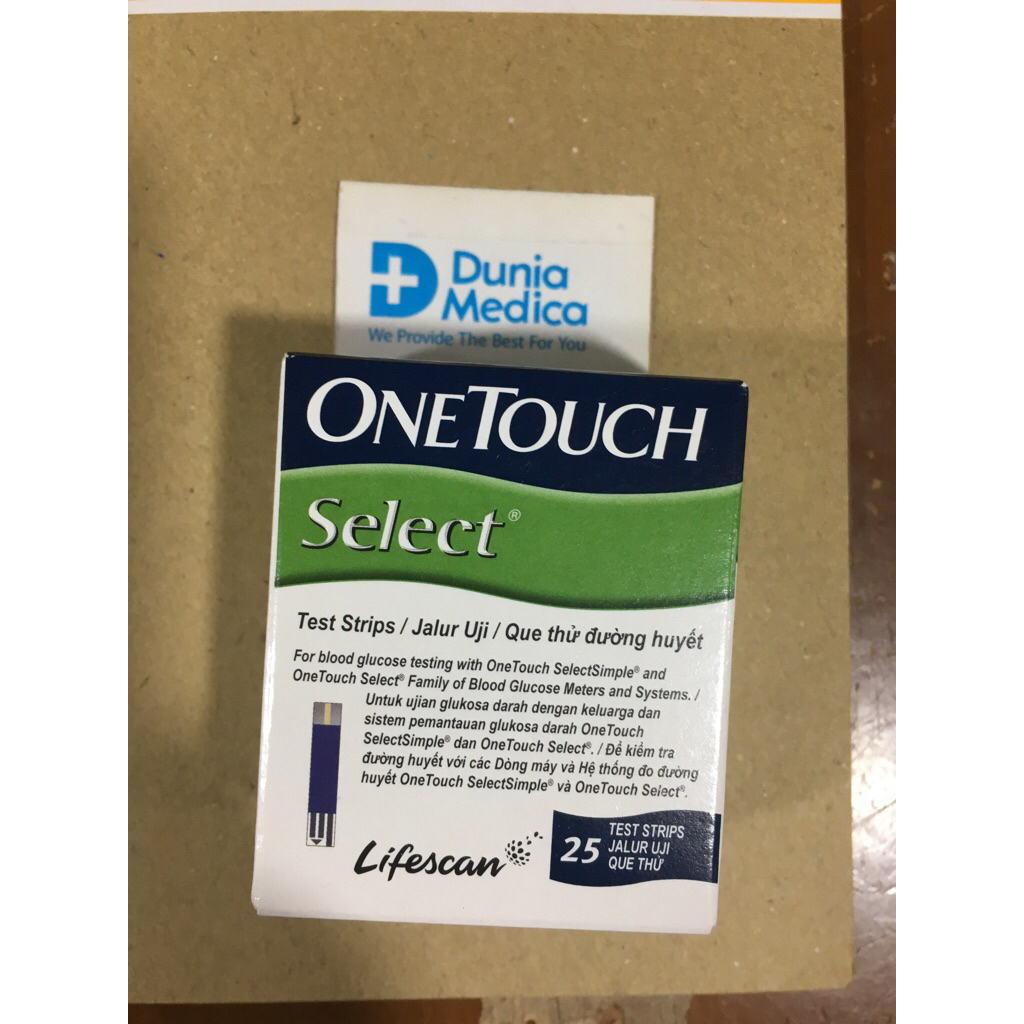 Dunia
Medica
We Provide The Best For You
ONETOUCH
Select®
Test Strips / Jalur Uji / Que thử đường huyết
For blood glucose testing with OneTouch SelectSimple® and
OneTouch Select® Family of Blood Glucose Meters and Systems. /
Untuk ujian glukosa darah dengan keluarga dan
sistem pemantauan glukosa darah OneTouch
SelectSimple® dan OneTouch Select®. / Để kiểm tra
đường huyết với các Dòng máy và Hệ thống đo đường
huyết OneTouch SelectSimple® và OneTouch Select®.
Lifescan
25
TEST STRIPS
JALUR UJI
QUE THỬ